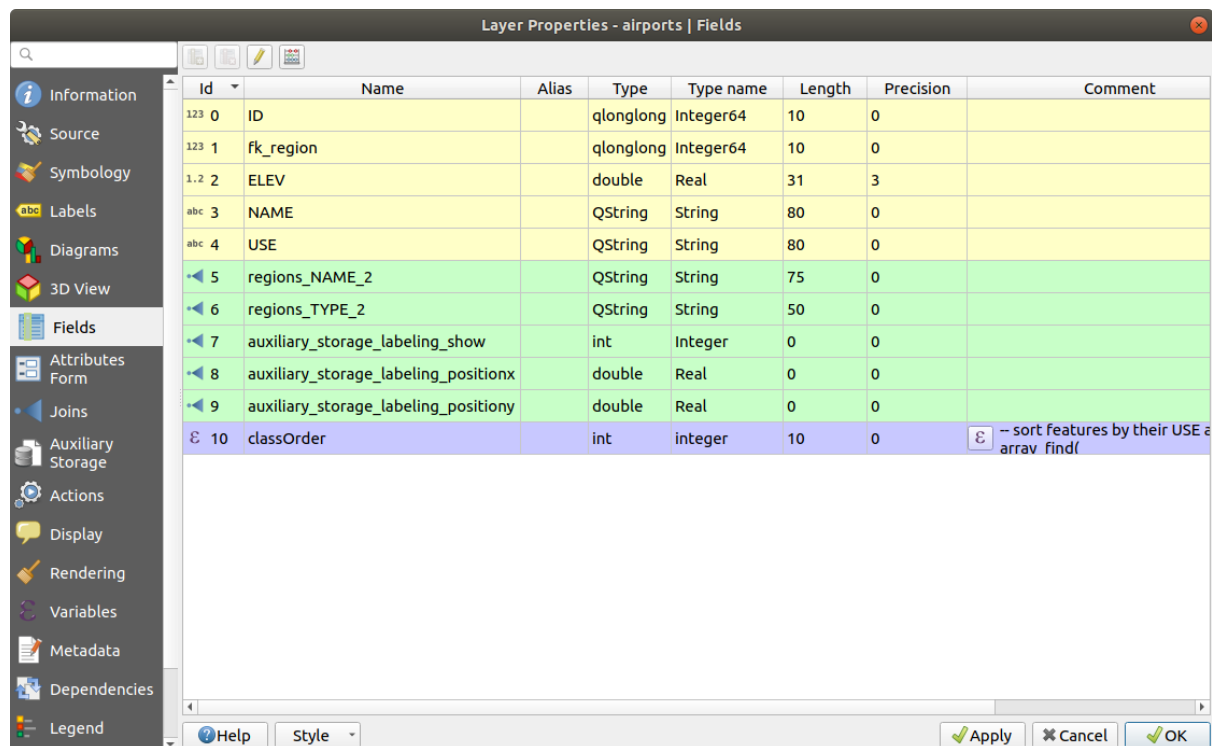 Layer Properties - airports | Fields
Information
Source
Symbology
abc Labels
Diagrams
3D View
Fields
Attributes
Form
Joins
Auxiliary
Storage
Actions
Display
Rendering
Variables
Metadata
Dependencies
Legend
Id Name Alias Type Type name Length Precision Comment
123 0 ID qlonglong Integer64 10 0
123 1 fk_region qlonglong Integer64 10 0
1.2 2 ELEV double Real 31 3
abc 3 NAME QString String 80 0
abc 4 USE QString String 80 0
5 regions_NAME_2 QString String 75 0
6 regions_TYPE_2 QString String 50 0
7 auxiliary_storage_labeling_show int Integer 0 0
8 auxiliary_storage_labeling_positionx double Real 0 0
9 auxiliary_storage_labeling_positiony double Real 0 0
ε 10 classOrder int integer 10 0 ε -- sort features by their USE a
array_find(
Help Style Apply Cancel OK